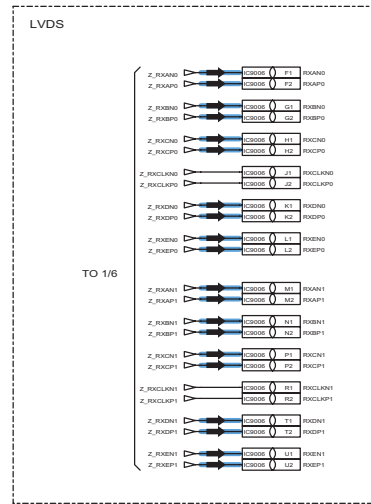 LVDS
Z_RXAN0 IC9006 F1 RXAN0
Z_RXAP0 IC9006 F2 RXAP0
Z_RXBN0 IC9006 G1 RXBN0
Z_RXBP0 IC9006 G2 RXBP0
Z_RXCN0 IC9006 H1 RXCN0
Z_RXCP0 IC9006 H2 RXCP0
Z_RXCLKN0 IC9006 J1 RXCLKN0
Z_RXCLKP0 IC9006 J2 RXCLKP0
Z_RXDN0 IC9006 K1 RXDN0
Z_RXDP0 IC9006 K2 RXDP0
Z_RXEN0 IC9006 L1 RXEN0
Z_RXEP0 IC9006 L2 RXEP0
TO 1/6
Z_RXAN1 IC9006 M1 RXAN1
Z_RXAP1 IC9006 M2 RXAP1
Z_RXBN1 IC9006 N1 RXBN1
Z_RXBP1 IC9006 N2 RXBP1
Z_RXCN1 IC9006 P1 RXCN1
Z_RXCP1 IC9006 P2 RXCP1
Z_RXCLKN1 IC9006 R1 RXCLKN1
Z_RXCLKP1 IC9006 R2 RXCLKP1
Z_RXDN1 IC9006 T1 RXDN1
Z_RXDP1 IC9006 T2 RXDP1
Z_RXEN1 IC9006 U1 RXEN1
Z_RXEP1 IC9006 U2 RXEP1